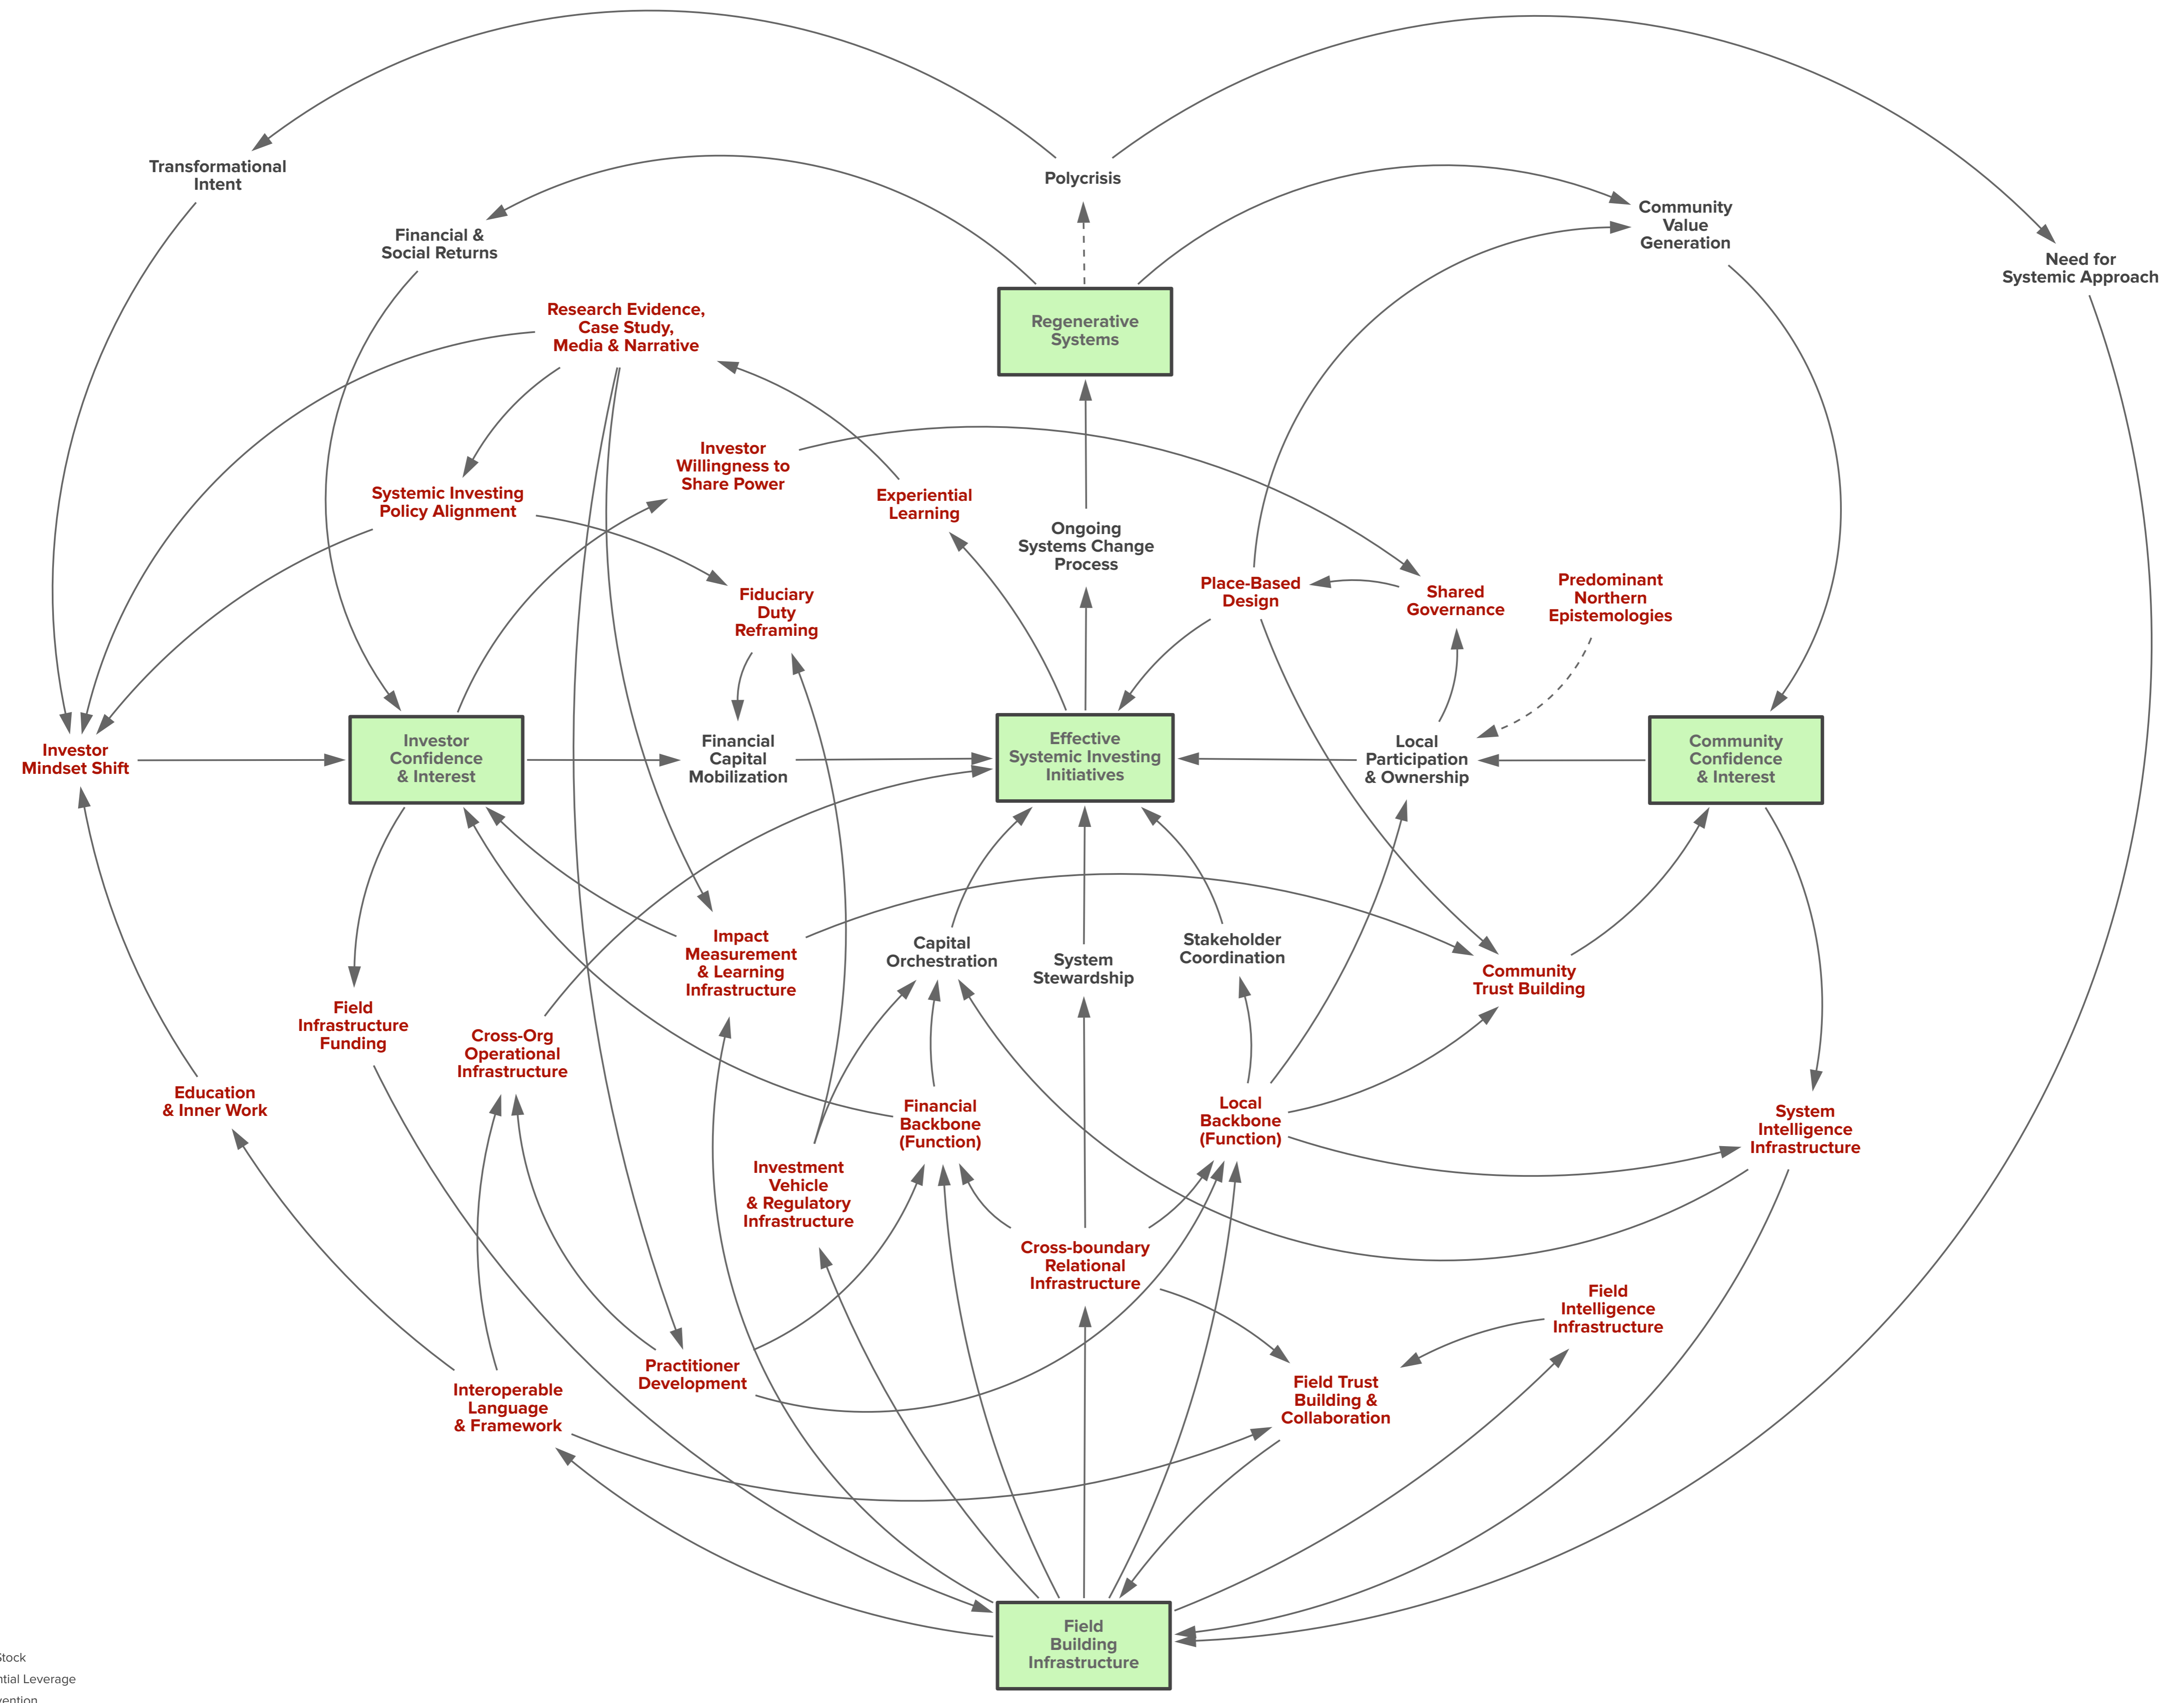 Transformational
Intent
Polycrisis
Community
Value
Generation
Financial &
Social Returns
Need for
Systemic Approach
Research Evidence,
Case Study,
Media & Narrative
Regenerative
Systems
Investor
Willingness to
Share Power
Systemic Investing
Policy Alignment
Experiential
Learning
Ongoing
Systems Change
Process
Place-Based
Design
Shared
Governance
Predominant
Northern
Epistemologies
Fiduciary
Duty
Reframing
Investor
Mindset Shift
Investor
Confidence
& Interest
Financial
Capital
Mobilization
Effective
Systemic Investing
Initiatives
Local
Participation
& Ownership
Community
Confidence
& Interest
Impact
Measurement
& Learning
Infrastructure
Capital
Orchestration
System
Stewardship
Stakeholder
Coordination
Community
Trust Building
Field
Infrastructure
Funding
Cross-Org
Operational
Infrastructure
Education
& Inner Work
Financial
Backbone
(Function)
Local
Backbone
(Function)
System
Intelligence
Infrastructure
Investment
Vehicle
& Regulatory
Infrastructure
Cross-boundary
Relational
Infrastructure
Field
Intelligence
Infrastructure
Practitioner
Development
Interoperable
Language
& Framework
Field Trust
Building &
Collaboration
Field
Building
Infrastructure
Stock
ntial Leverage
vention